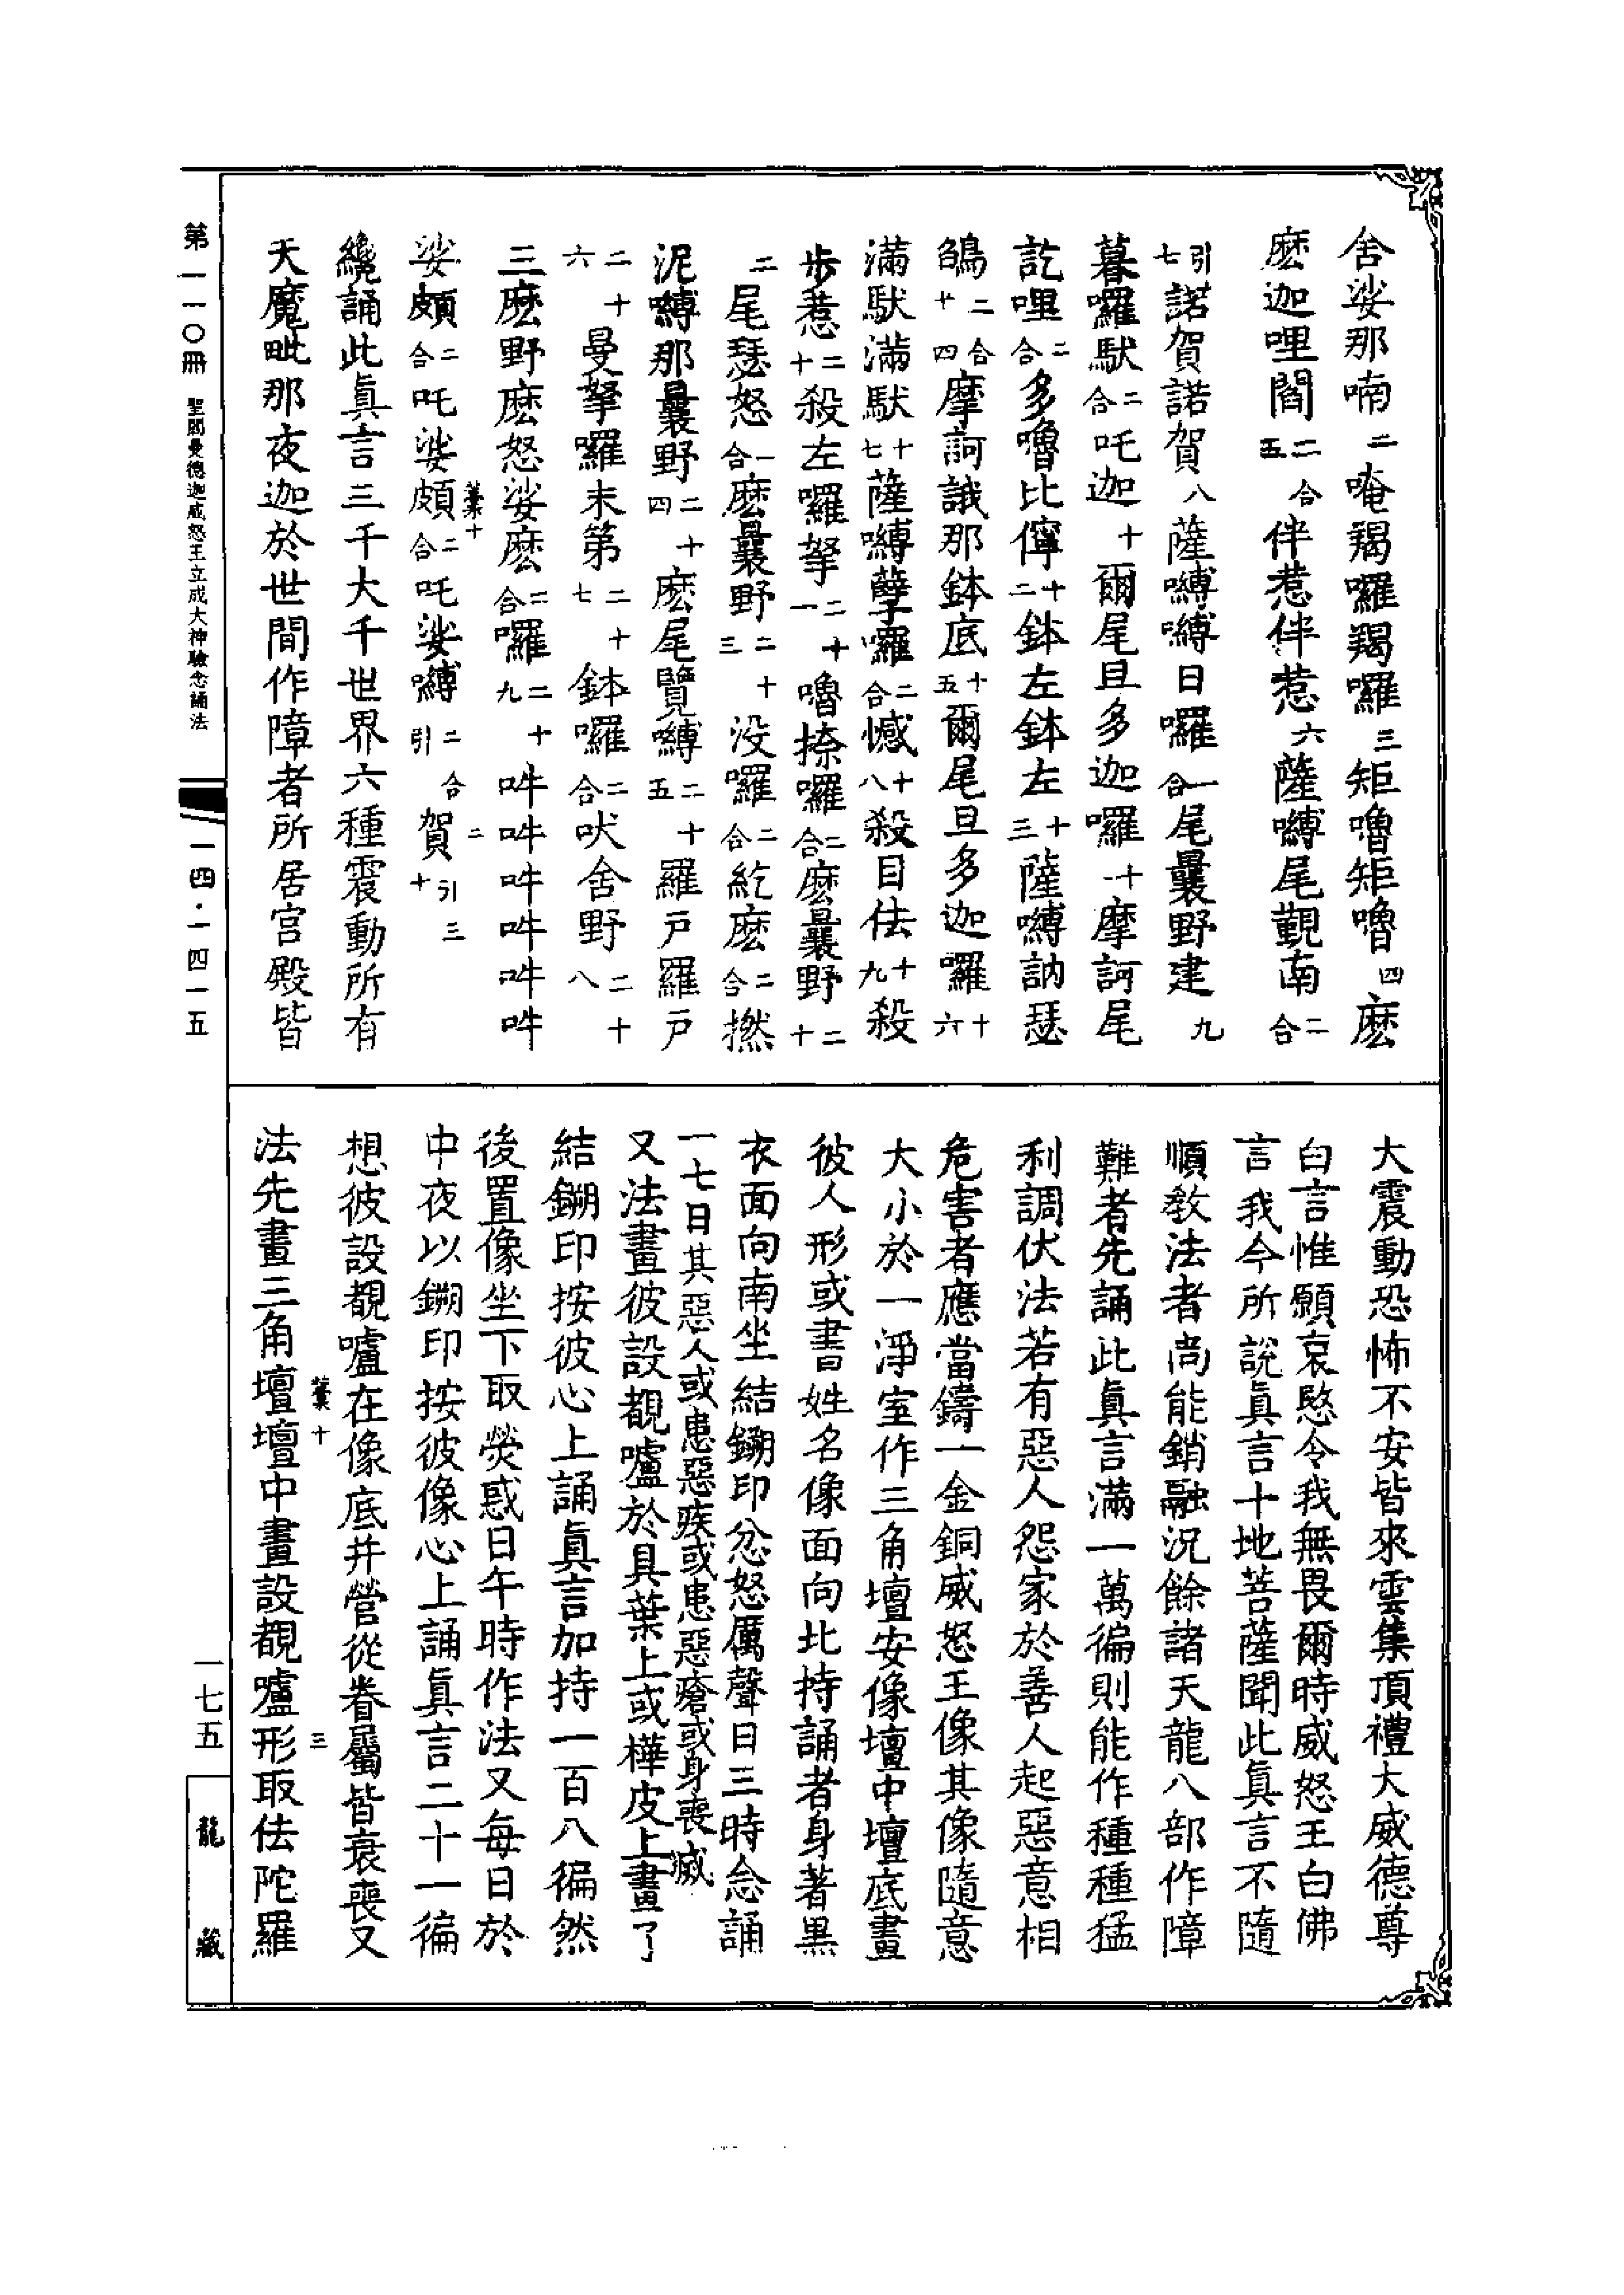 舍娑那喃二唵羯囉羯囉三矩嚕矩嚕四麽
麽迦哩閻二合五伴惹伴惹六薩嚩尾覲南二合
引七諾賀諾賀八薩嚩嚩日囉二合尾曩野建九
暮囉馱二合吒迦十爾尾且多迦囉十一摩訶尾
訖哩二合多嚕比儜十二鉢左鉢左十三薩嚩訥瑟
鵮二合十四摩訶誐那鉢底十五爾尾旦多迦囉十六
滿馱滿馱十七薩嚩孽囉二合憾十八殺目佉十九殺
步惹二十殺左囉拏二十一嚕捺囉二合麽曩野二十
二尾瑟怒二合麽曩野二十三沒囉二合紇麽二合撚
泥嚩那曩野二十四麽尾覽嚩二十五羅戸羅戸
二十六曼拏囉末第二十七鉢囉二合吠舍野二十八
三麽野麽怒娑麽二合囉二十九吽吽吽吽吽吽
娑頗二合吒娑頗二合吒娑嚩二合引賀引三十
纔誦此真言三千大千世界六種震動所有
天魔毗那夜迦於世間作障者所居宮殿皆
大震動恐怖不安皆來雲集頂禮大威德尊
白言惟願哀愍令我無畏爾時威怒王白佛
言我今所説真言十地菩薩聞此真言不隨
順教法者尚能銷融況餘諸天龍八部作障
難者先誦此真言滿一萬徧則能作種種猛
利調伏法若有惡人怨家於善人起惡意相
危害者應當鑄一金銅威怒王像其像隨意
大小於一淨室作三角壇安像壇中壇底畫
彼人形或書姓名像面向北持誦者身著黑
衣面向南坐結鎙印忿怒厲聲日三時念誦
一七日其惡人或患惡疾或患惡瘡或身喪滅
又法畫彼設覩嚧於具葉上或樺皮上畫了
結鎙印按彼心上誦真言加持一百八徧然
後置像坐下取熒惑日午時作法又每日於
中夜以鎙印按彼像心上誦真言二十一徧
想彼設覩嚧在像底并營從眷屬皆衰喪又
法先畫三角壇壇中畫設覩嚧形取佉陀羅
藁十 二
藁十 三
第一一〇冊 聖閻曼德迦威怒王立成大神驗念誦法
一四·一四一五
一七五
龍藏